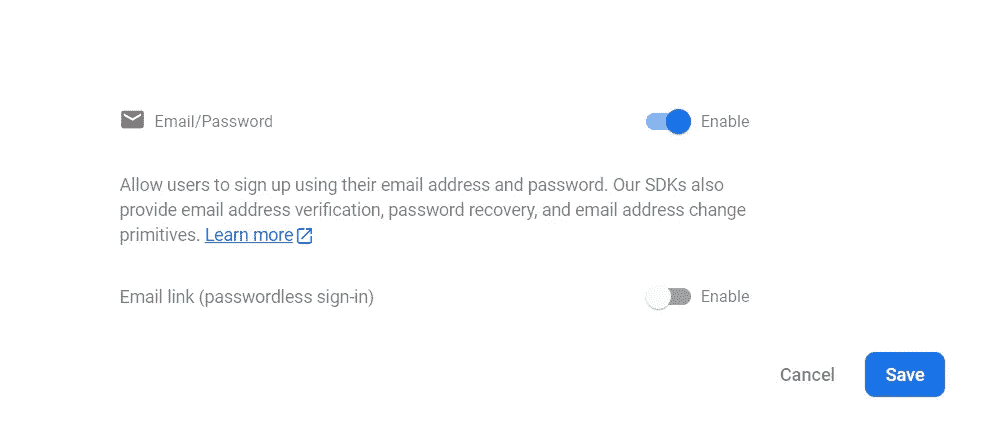 Email/Password
Enable
Allow users to sign up using their email address and password. Our SDKs also
provide email address verification, password recovery, and email address change
primitives. Learn more
Email link (passwordless sign-in)
Enable
Cancel
Save